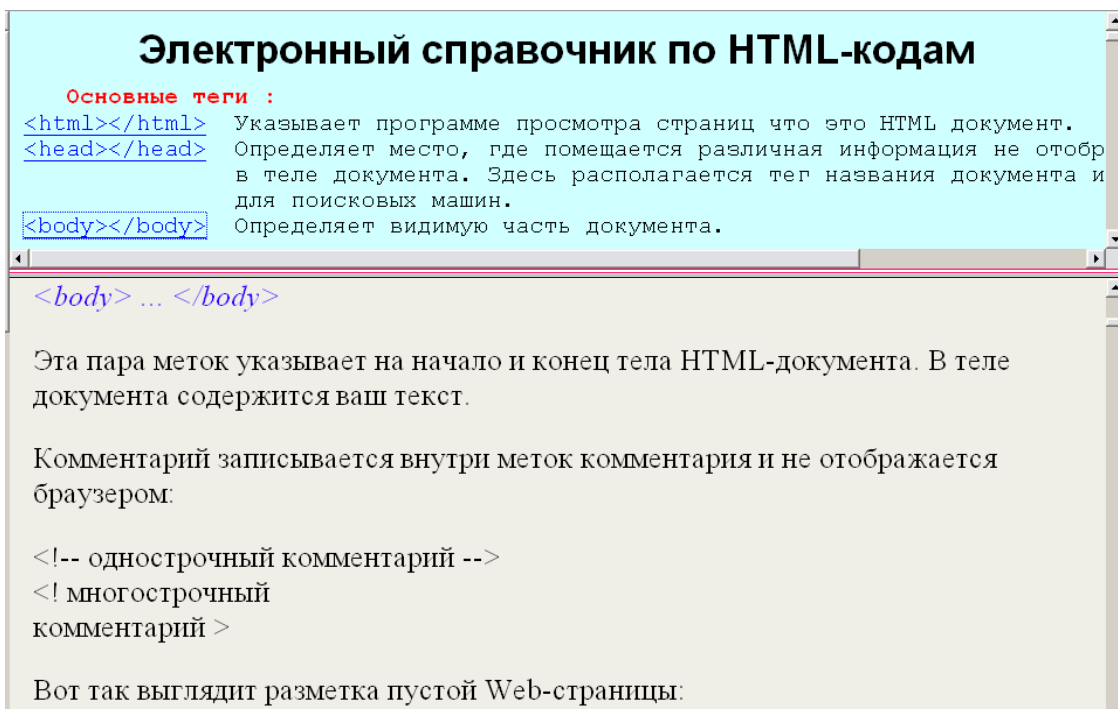 Электронный справочник по HTML-кодам
Основные теги :
<html></html> Указывает программе просмотра страниц что это HTML документ.
<head></head> Определяет место, где помещается различная информация не отобр
в теле документа. Здесь располагается тег названия документа и
для поисковых машин.
<body></body> Определяет видимую часть документа.
<body> ... </body>
Эта пара меток указывает на начало и конец тела HTML-документа. В теле
документа содержится ваш текст.
Комментарий записывается внутри меток комментария и не отображается
браузером:
<!-- однострочный комментарий -->
<! многострочный
комментарий >
Вот так выглядит разметка пустой Web-страницы: